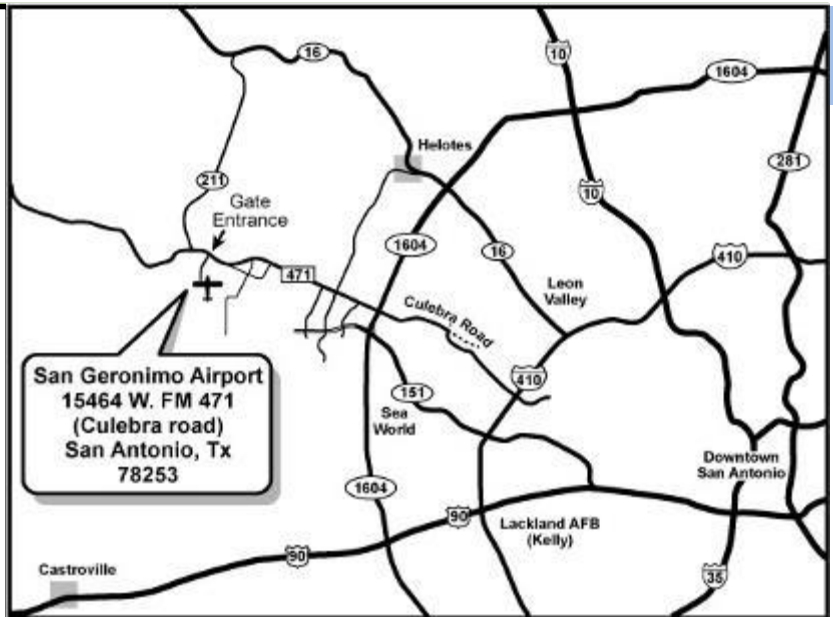 16
10
1604
Helotes
281
211
Gate
Entrance
10
1604
16
410
471
Leon
Valley
Culebra Road
San Geronimo Airport
15464 W. FM 471
(Culebra road)
San Antonio, Tx
78253
410
151
Sea
World
Downtown
San Antonio
1604
90
Lackland AFB
(Kelly)
90
Castroville
35